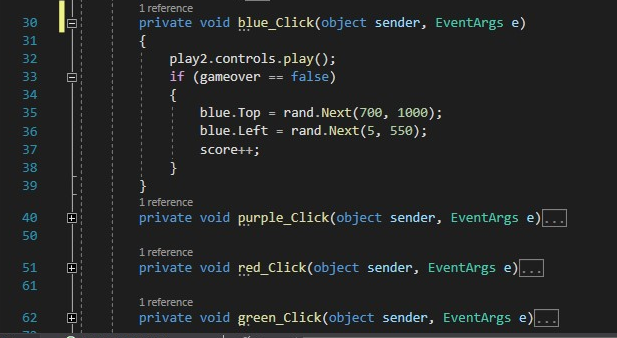 1 reference
30 private void blue_Click(object sender, EventArgs e)
31 {
32 play2.controls.play();
33 if (gameover == false)
34 {
35 blue.Top = rand.Next(700, 1000);
36 blue.Left = rand.Next(5, 550);
37 score++;
38 }
39 }
1 reference
40 private void purple_Click(object sender, EventArgs e)...
50
1 reference
51 private void red_Click(object sender, EventArgs e)...
61
1 reference
62 private void green_Click(object sender, EventArgs e)...